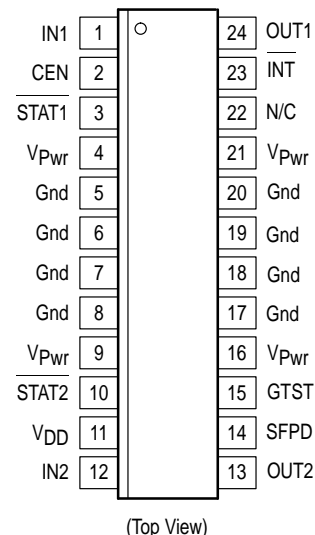 IN1 1 24 OUT1
CEN 2 23 INT
STAT1 3 22 N/C
VPwr 4 21 VPwr
Gnd 5 20 Gnd
Gnd 6 19 Gnd
Gnd 7 18 Gnd
Gnd 8 17 Gnd
VPwr 9 16 VPwr
STAT2 10 15 GTST
VDD 11 14 SFPD
IN2 12 13 OUT2
(Top View)